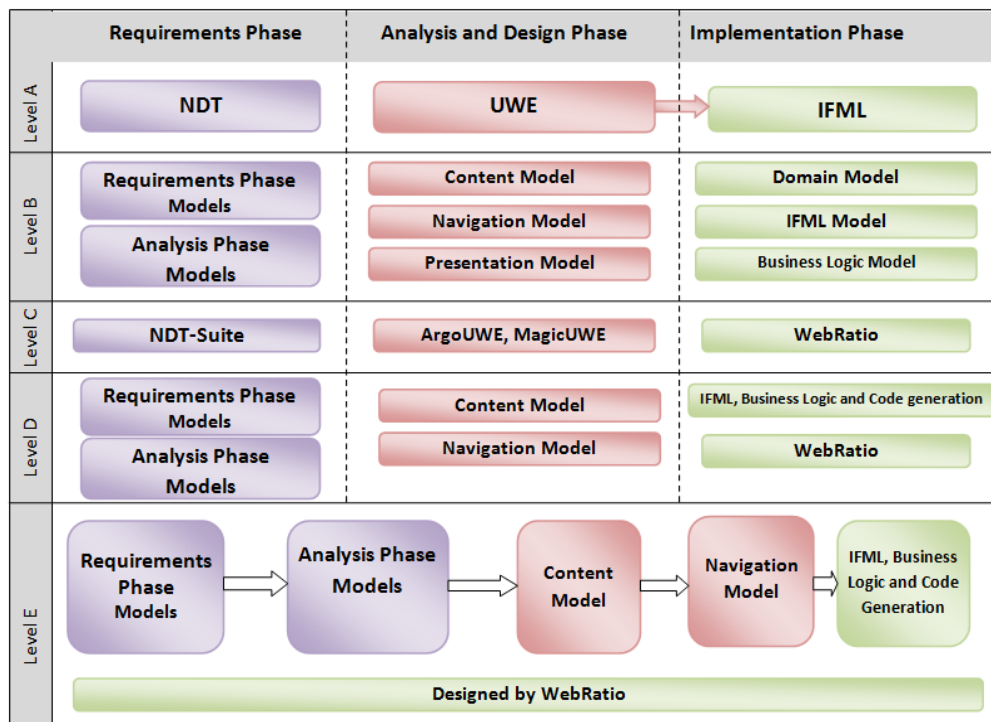 Requirements Phase
Analysis and Design Phase
Implementation Phase
Level A
NDT
UWE
IFML
Level B
Requirements Phase
Models
Analysis Phase
Models
Content Model
Navigation Model
Presentation Model
Domain Model
IFML Model
Business Logic Model
Level C
NDT-Suite
ArgoUWE, MagicUWE
WebRatio
Level D
Requirements Phase
Models
Analysis Phase
Models
Content Model
Navigation Model
IFML, Business Logic and Code generation
WebRatio
Level E
Requirements
Phase
Models
Analysis Phase
Models
Content
Model
Navigation
Model
IFML, Business
Logic and Code
Generation
Designed by WebRatio